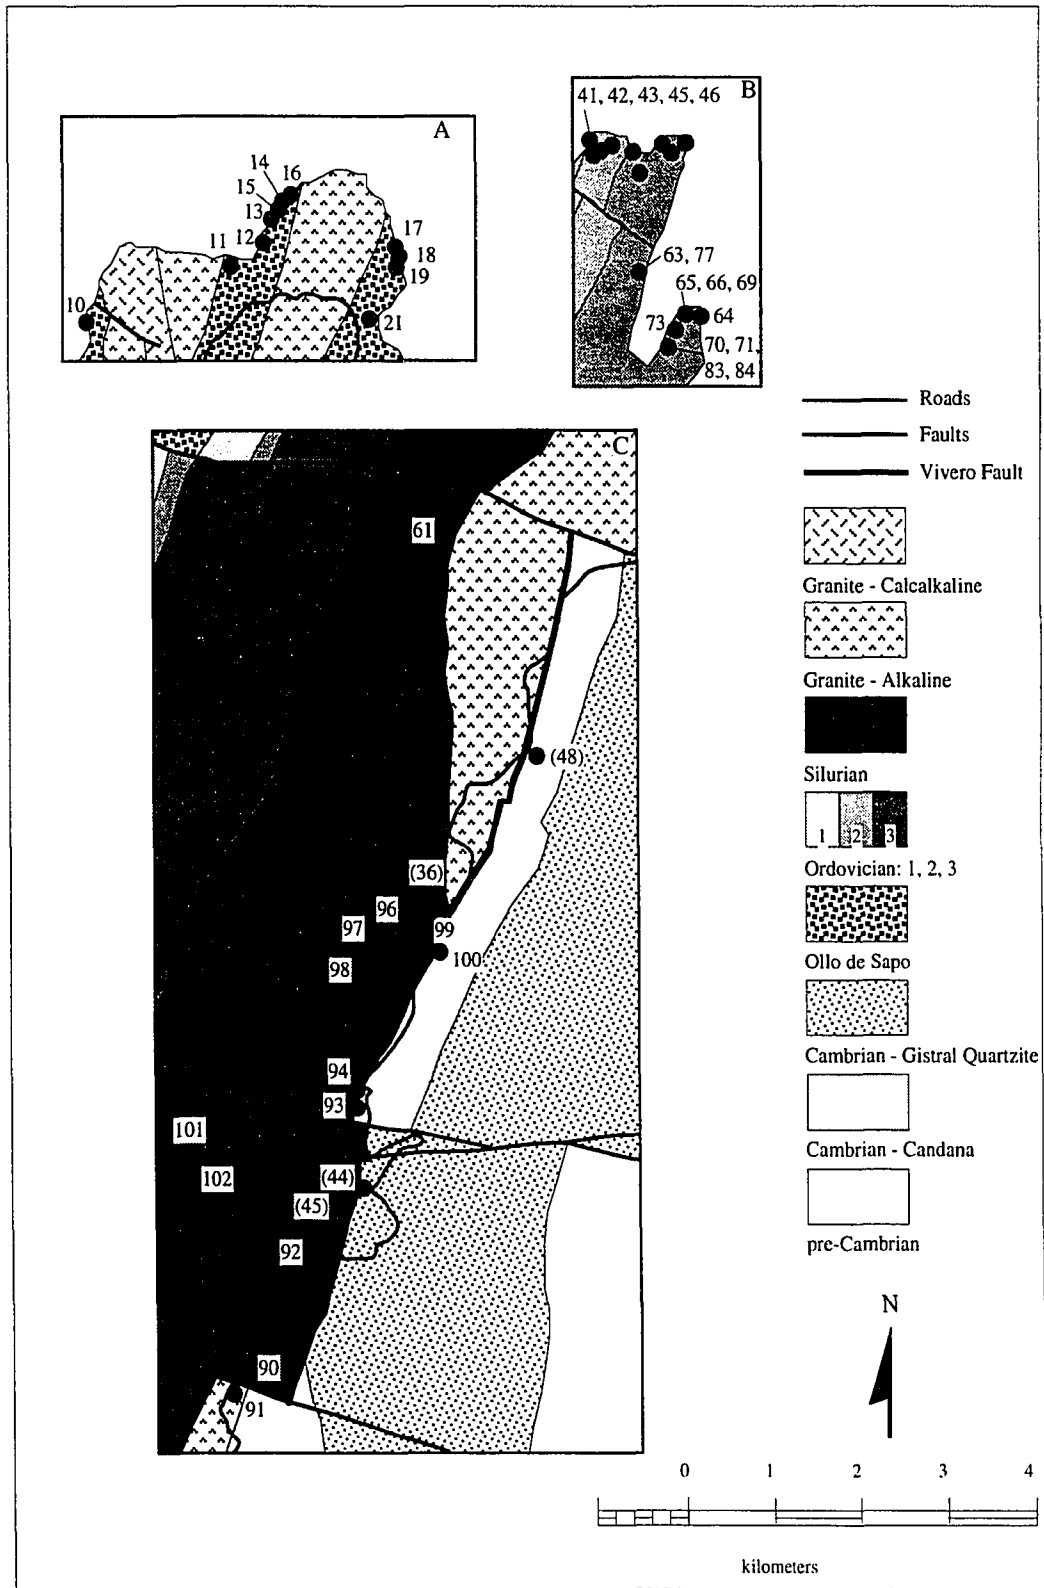 A
14
16
15
13
12
11
10
17
18
19
21
B
41, 42, 43, 45, 46
63, 77
65, 66, 69
64
73
70, 71,
83, 84
C
61
(48)
(36)
96
97
99
98
100
94
93
101
102
(44)
(45)
92
90
91
Roads
Faults
Vivero Fault
Granite - Calcalkaline
Granite - Alkaline
Silurian
1 2 3
Ordovician: 1, 2, 3
Ollo de Sapo
Cambrian - Gistral Quartzite
Cambrian - Candana
pre-Cambrian
N
0 1 2 3 4
kilometers